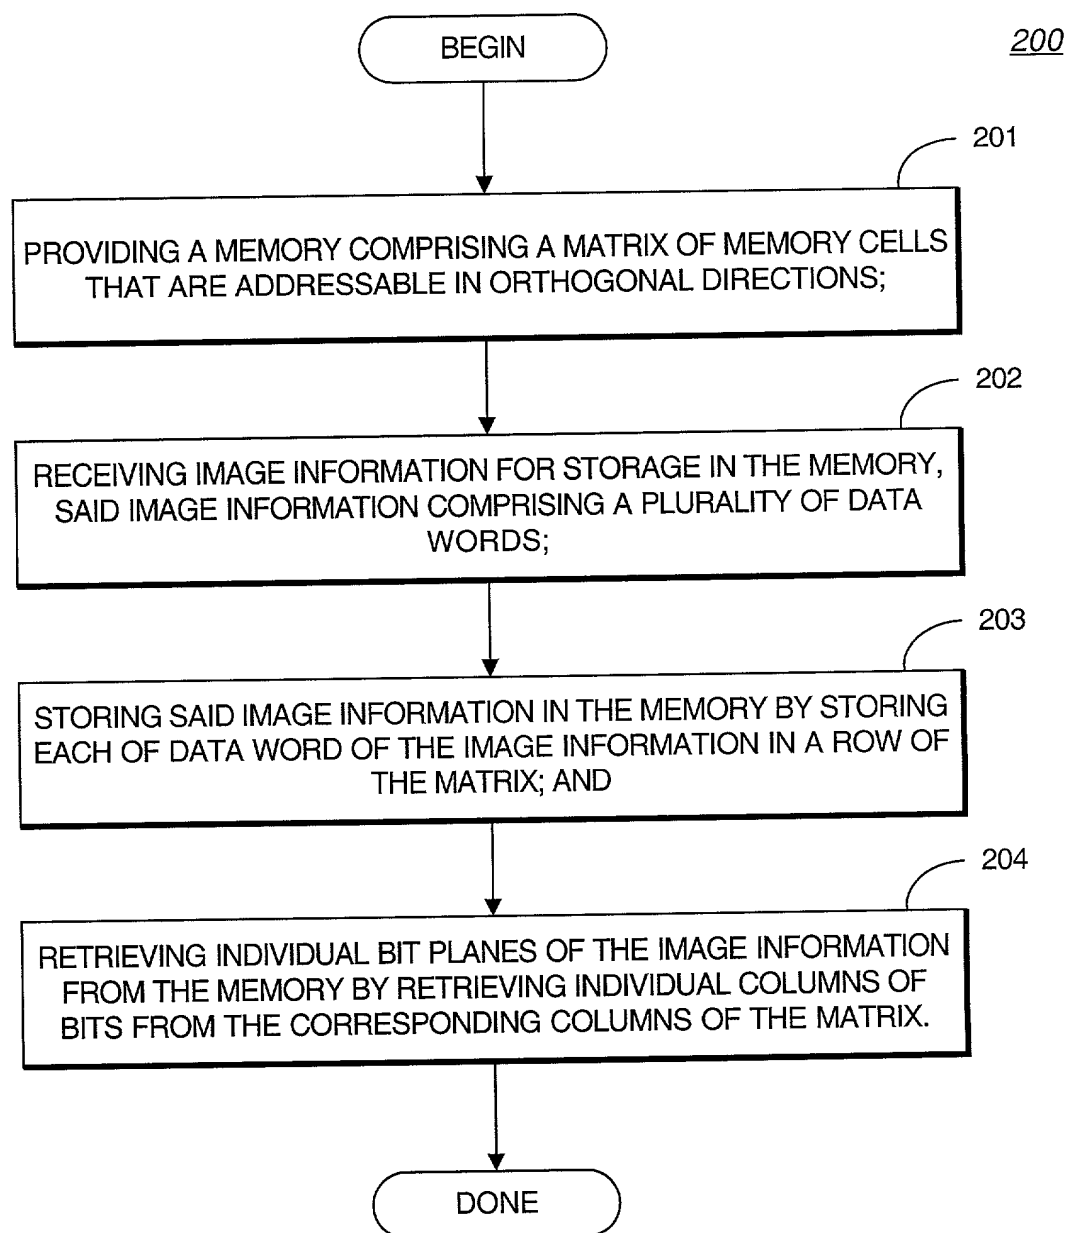 BEGIN
200
201
PROVIDING A MEMORY COMPRISING A MATRIX OF MEMORY CELLS
THAT ARE ADDRESSABLE IN ORTHOGONAL DIRECTIONS;
202
RECEIVING IMAGE INFORMATION FOR STORAGE IN THE MEMORY,
SAID IMAGE INFORMATION COMPRISING A PLURALITY OF DATA
WORDS;
203
STORING SAID IMAGE INFORMATION IN THE MEMORY BY STORING
EACH OF DATA WORD OF THE IMAGE INFORMATION IN A ROW OF
THE MATRIX; AND
204
RETRIEVING INDIVIDUAL BIT PLANES OF THE IMAGE INFORMATION
FROM THE MEMORY BY RETRIEVING INDIVIDUAL COLUMNS OF
BITS FROM THE CORRESPONDING COLUMNS OF THE MATRIX.
DONE